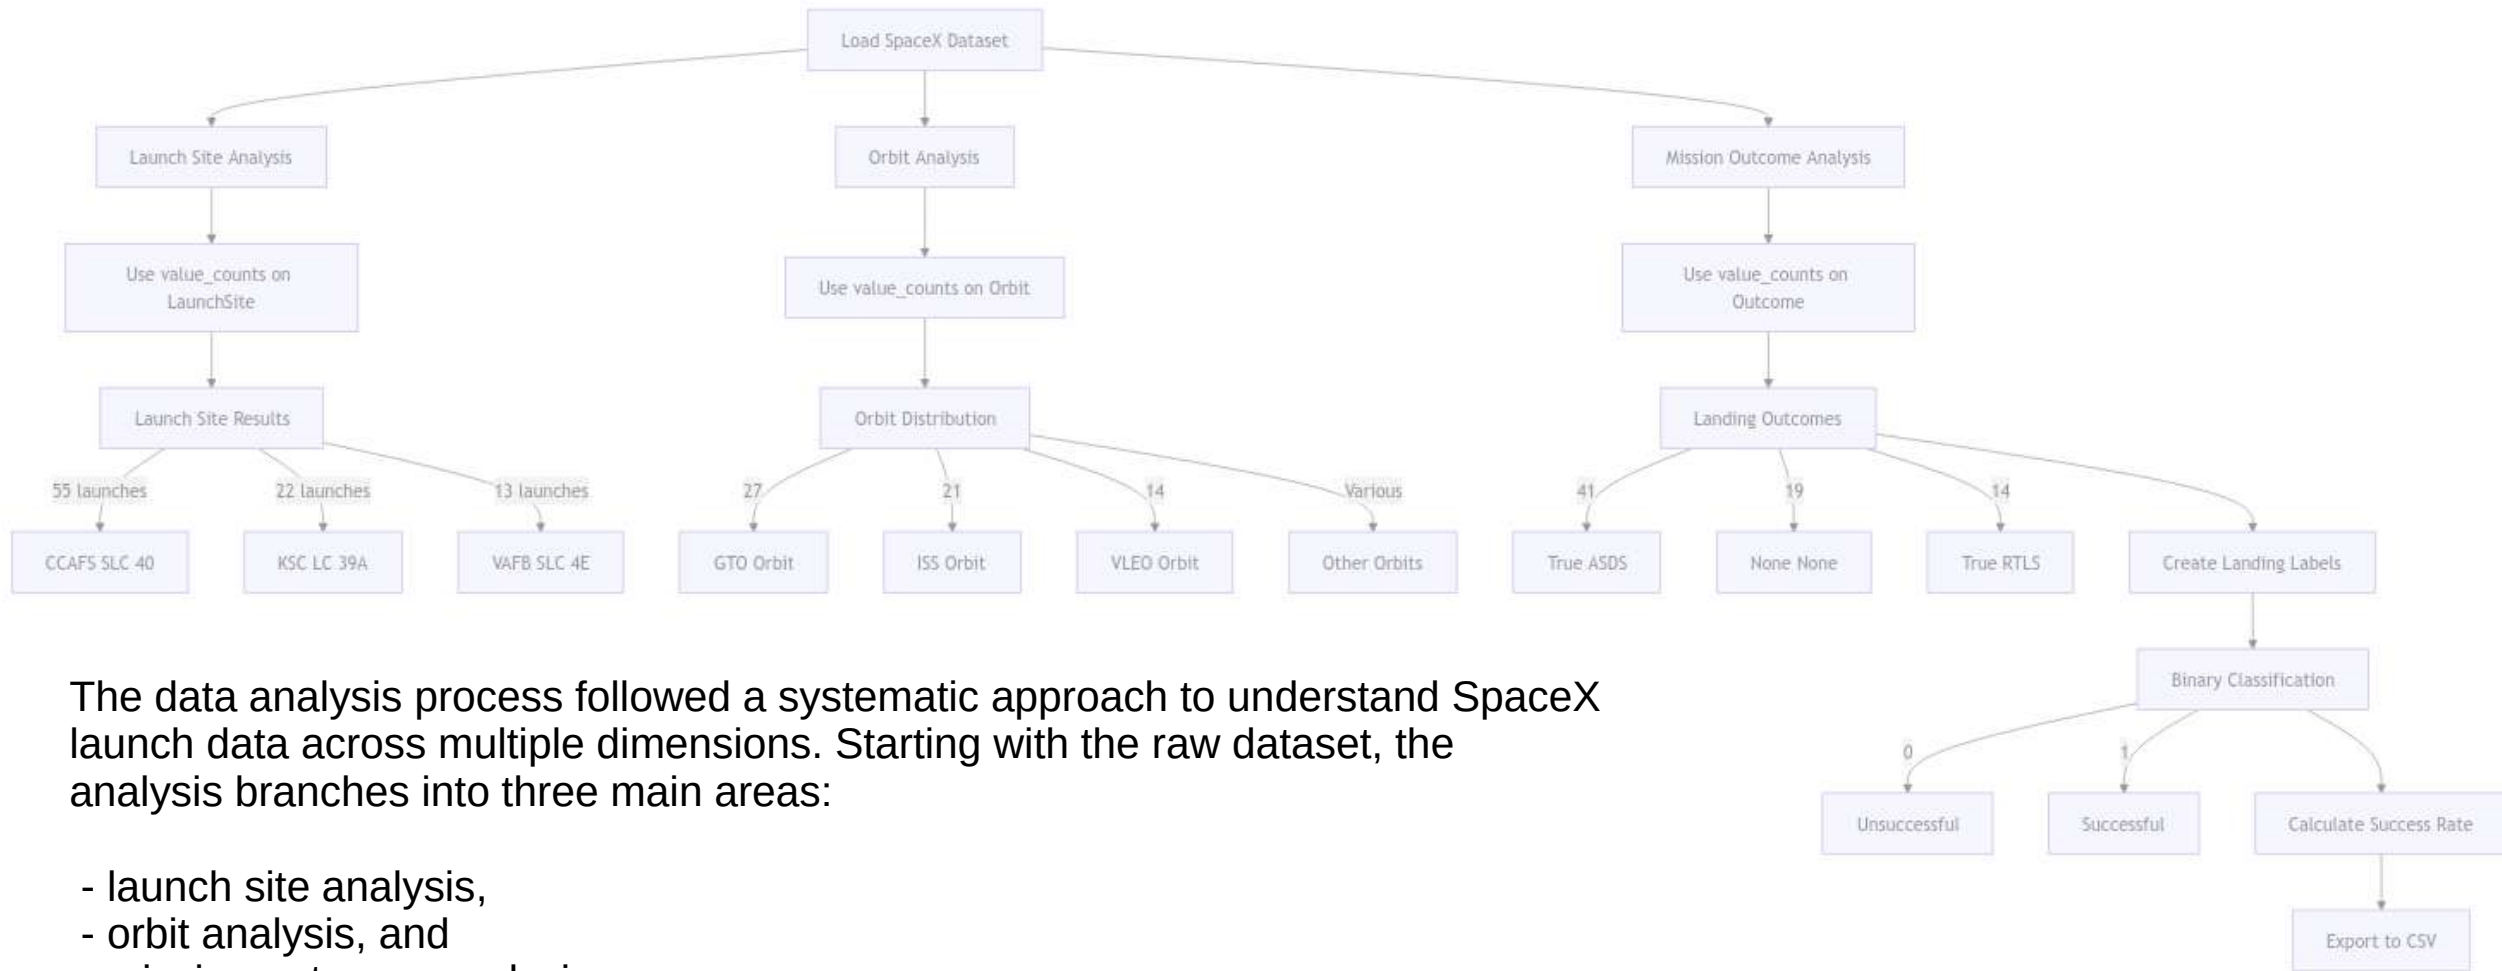 Load SpaceX Dataset
Launch Site Analysis
Orbit Analysis
Mission Outcome Analysis
Use value_counts on
LaunchSite
Use value_counts on Orbit
Use value_counts on
Outcome
Launch Site Results
Orbit Distribution
Landing Outcomes
55 launches
22 launches
13 launches
27
21
14
Various
41
19
14
CCAFS SLC 40
KSC LC 39A
VAFB SLC 4E
GTO Orbit
ISS Orbit
VLEO Orbit
Other Orbits
True ASDS
None None
True RTLS
Create Landing Labels
Binary Classification
0
1
Unsuccessful
Successful
Calculate Success Rate
Export to CSV
The data analysis process followed a systematic approach to understand SpaceX
launch data across multiple dimensions. Starting with the raw dataset, the
analysis branches into three main areas:
- launch site analysis,
- orbit analysis, and